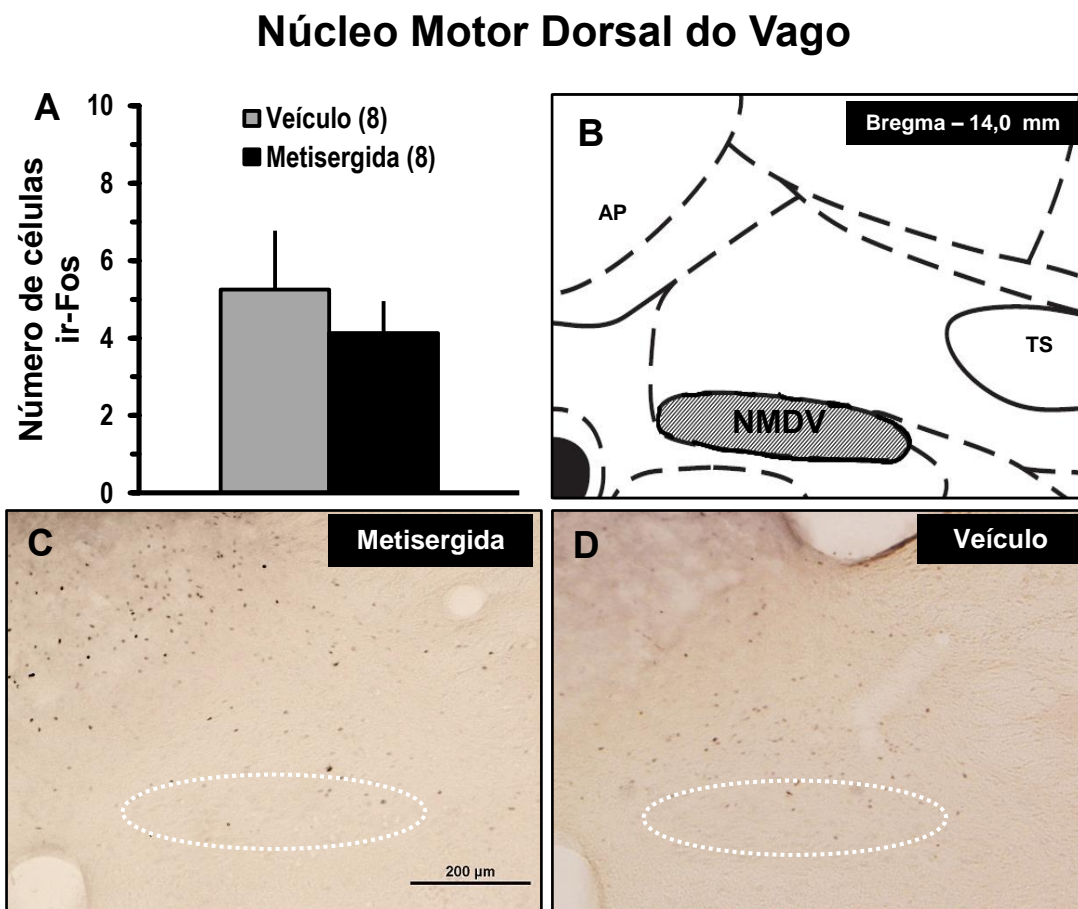 Núcleo Motor Dorsal do Vago
A
Número de células
ir-Fos
10
8
6
4
2
0
Veículo (8)
Metisergida (8)
B
Bregma – 14,0 mm
AP
TS
NMDV
C
Metisergida
200 µm
D
Veículo